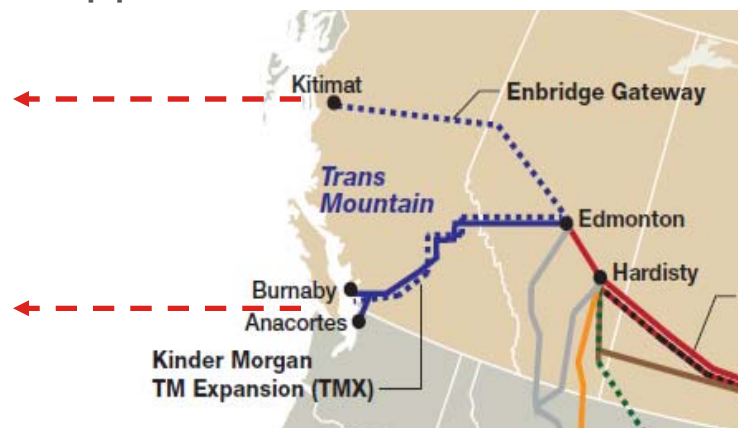 Kitimat
Enbridge Gateway
Trans
Mountain
Edmonton
Hardisty
Burnaby
Anacortes
Kinder Morgan
TM Expansion (TMX)